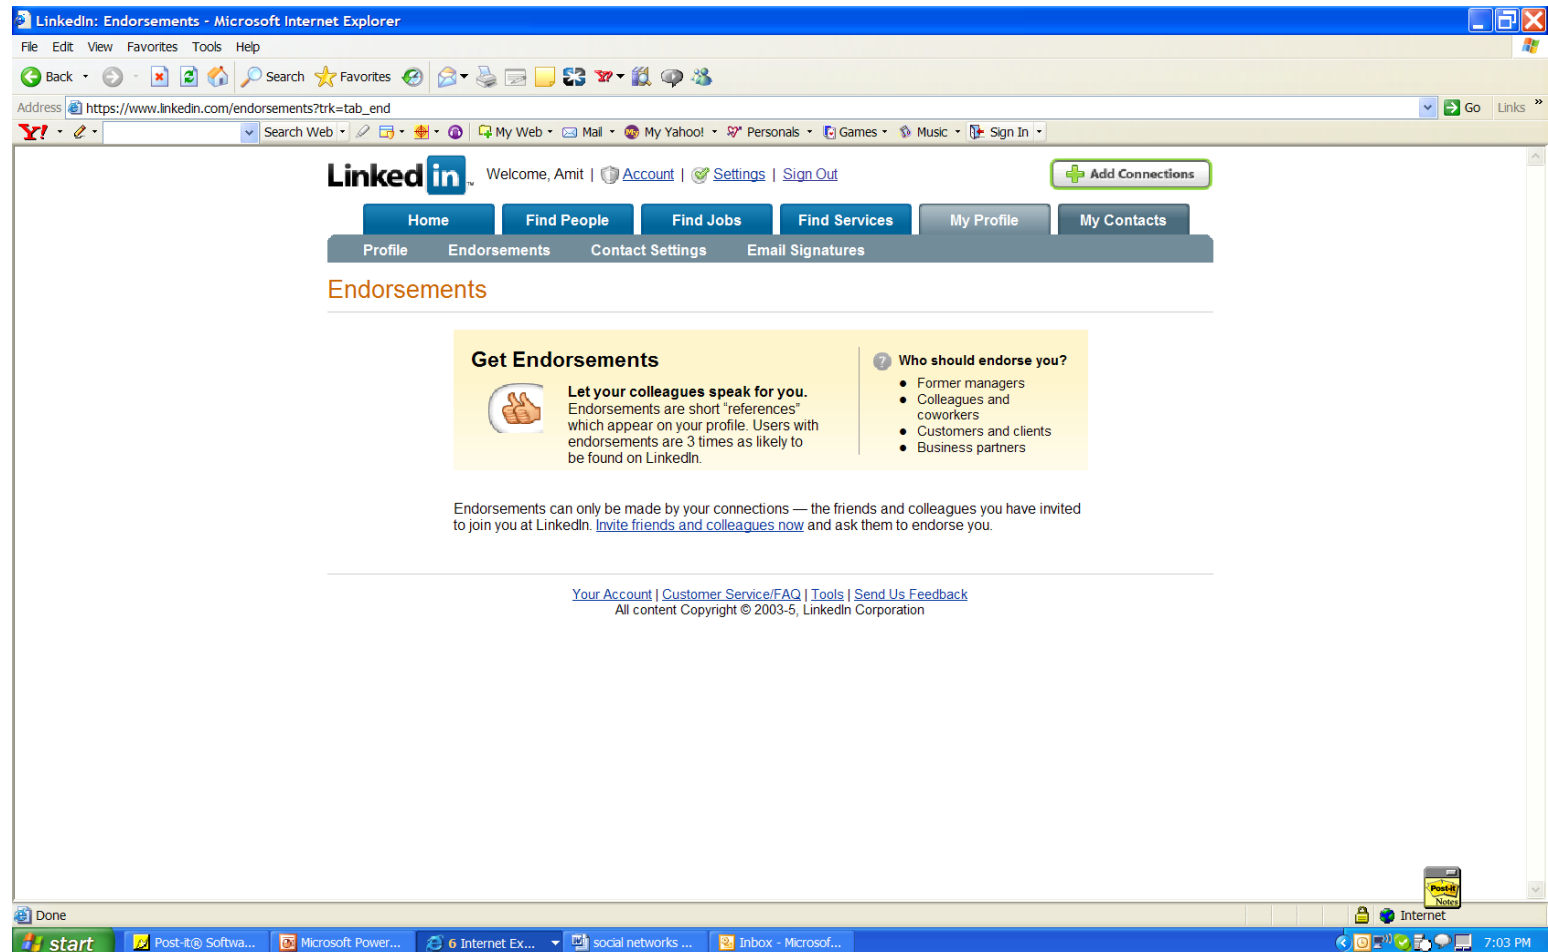 LinkedIn: Endorsements - Microsoft Internet Explorer
File Edit View Favorites Tools Help
Back Search Favorites
Address https://www.linkedin.com/endorsements?trk=tab_end Go Links »
Y! Search Web My Web Mail My Yahoo! Personals Games Music Sign In
Linked in™ Welcome, Amit | Account | Settings | Sign Out Add Connections
Home Find People Find Jobs Find Services My Profile My Contacts
Profile Endorsements Contact Settings Email Signatures
Endorsements
Get Endorsements
Let your colleagues speak for you.
Endorsements are short “references”
which appear on your profile. Users with
endorsements are 3 times as likely to
be found on LinkedIn.
? Who should endorse you?
● Former managers
● Colleagues and
coworkers
● Customers and clients
● Business partners
Endorsements can only be made by your connections — the friends and colleagues you have invited
to join you at LinkedIn. Invite friends and colleagues now and ask them to endorse you.
Your Account | Customer Service/FAQ | Tools | Send Us Feedback
All content Copyright © 2003-5, LinkedIn Corporation
Post-it
Notes
Done Internet
start Post-it® Softwa... Microsoft Power... 6 Internet Ex... social networks ... Inbox - Microsof... 7:03 PM